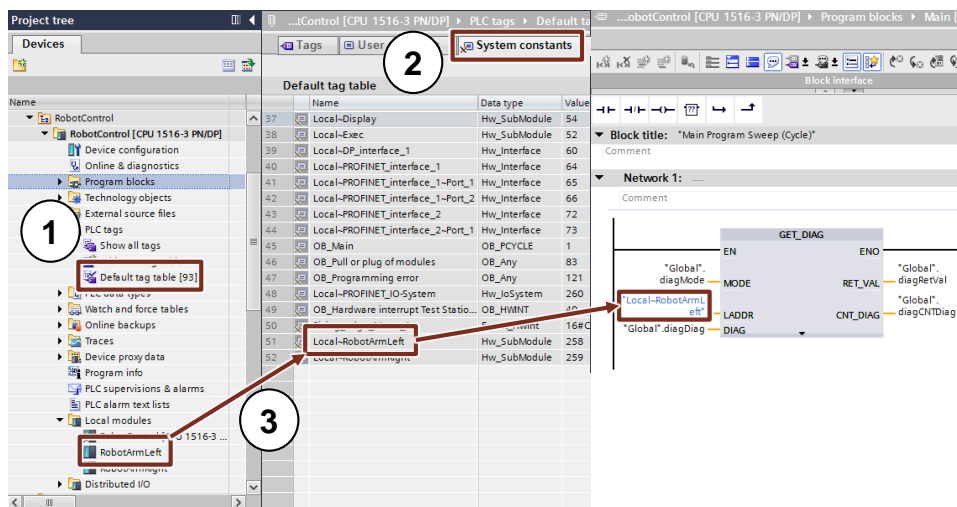 Project tree
Devices
Name
RobotControl
RobotControl [CPU 1516-3 PN/DP]
Device configuration
Online & diagnostics
Program blocks
Technology objects
External source files
PLC tags
Show all tags
Default tag table [93]
PLC data types
Watch and force tables
Online backups
Traces
Device proxy data
Program info
PLC supervisions & alarms
PLC alarm text lists
Local modules
1516-3 ...
RobotArmLeft
RobotArmRight
Distributed I/O
1
...tControl [CPU 1516-3 PN/DP] ▸ PLC tags ▸ Default ta
Tags
User
System constants
2
Default tag table
Name Data type Value
37 Local~Display Hw_SubModule 54
38 Local~Exec Hw_SubModule 52
39 Local~DP_interface_1 Hw_Interface 60
40 Local~PROFINET_interface_1 Hw_Interface 64
41 Local~PROFINET_interface_1~Port_1 Hw_Interface 65
42 Local~PROFINET_interface_1~Port_2 Hw_Interface 66
43 Local~PROFINET_interface_2 Hw_Interface 72
44 Local~PROFINET_interface_2~Port_1 Hw_Interface 73
45 OB_Main OB_PCYCLE 1
46 OB_Pull or plug of modules OB_Any 83
47 OB_Programming error OB_Any 121
48 Local~PROFINET_IO-System Hw_IoSystem 260
49 OB_Hardware interrupt Test Statio... OB_HWINT 40
50 16#C
51 Local~RobotArmLeft Hw_SubModule 258
52 Local~RobotArmRight Hw_SubModule 259
3
...obotControl [CPU 1516-3 PN/DP] ▸ Program blocks ▸ Main [
Block interface
??
Block title: "Main Program Sweep (Cycle)"
Comment
Network 1: .....
Comment
GET_DIAG
EN ENO
"Global".
diagMode MODE
RET_VAL "Global".
diagRetVal
"Local~RobotArmL
eft" LADDR
CNT_DIAG "Global".
diagCNTDiag
"Global".diagDiag DIAG